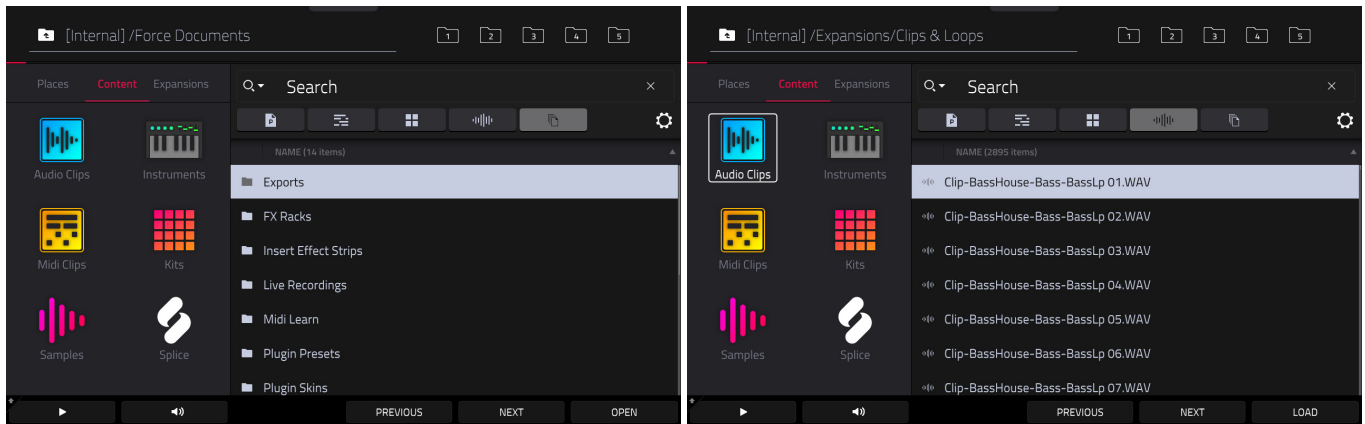 [Internal] /Force Documents
1 2 3 4 5
Places Content Expansions
Search
P
NAME (14 items)
Audio Clips Instruments
Midi Clips Kits
Samples Splice
Exports
FX Racks
Insert Effect Strips
Live Recordings
Midi Learn
Plugin Presets
Plugin Skins
PREVIOUS NEXT OPEN
[Internal] /Expansions/Clips & Loops
1 2 3 4 5
Places Content Expansions
Search
P
NAME (2895 items)
Audio Clips Instruments
Midi Clips Kits
Samples Splice
Clip-BassHouse-Bass-BassLp 01.WAV
Clip-BassHouse-Bass-BassLp 02.WAV
Clip-BassHouse-Bass-BassLp 03.WAV
Clip-BassHouse-Bass-BassLp 04.WAV
Clip-BassHouse-Bass-BassLp 05.WAV
Clip-BassHouse-Bass-BassLp 06.WAV
Clip-BassHouse-Bass-BassLp 07.WAV
PREVIOUS NEXT LOAD